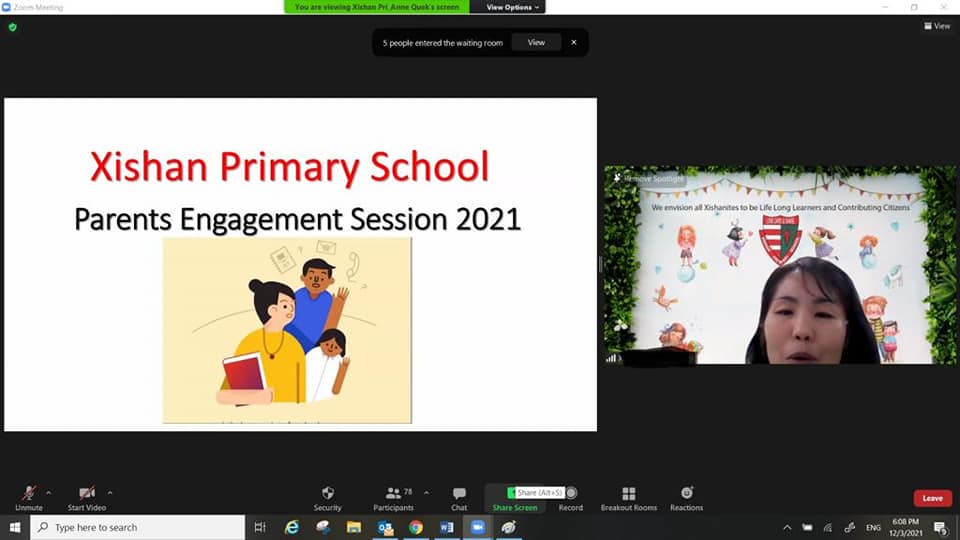 Zoom Meeting
You are viewing Xishan Pri_Anne Quek's screen
View Options
View
5 people entered the waiting room
View
Xishan Primary School
Parents Engagement Session 2021
Remove Spotlight
We envision all Xishanites to be Life Long Learners and Contributing Citizens
Unmute
Start Video
Security
Participants
78
Chat
Share (Alt+S)
Share Screen
Record
Breakout Rooms
Reactions
Leave
Type here to search
ENG
6:08 PM
12/3/2021